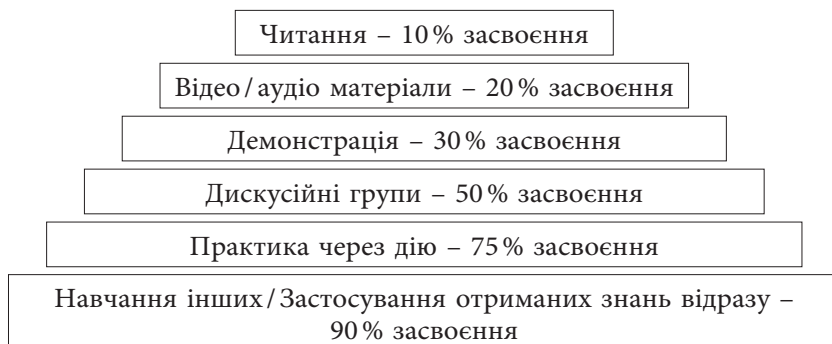 Читання – 10 % засвоєння
Відео / аудіо матеріали – 20 % засвоєння
Демонстрація – 30 % засвоєння
Дискусійні групи – 50 % засвоєння
Практика через дію – 75 % засвоєння
Навчання інших / Застосування отриманих знань відразу –
90 % засвоєння